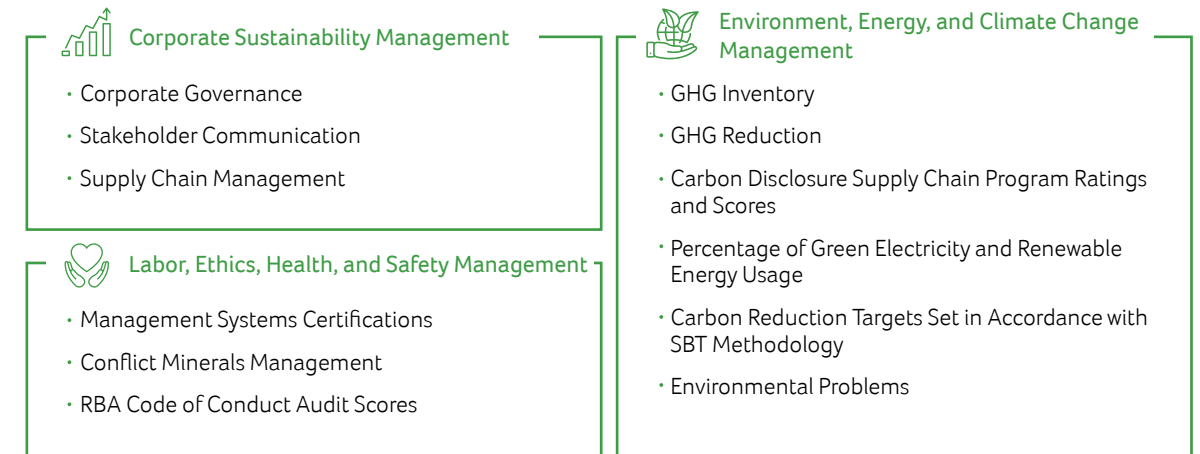 Corporate Sustainability Management
· Corporate Governance
· Stakeholder Communication
· Supply Chain Management
Labor, Ethics, Health, and Safety Management
· Management Systems Certifications
· Conflict Minerals Management
· RBA Code of Conduct Audit Scores
Environment, Energy, and Climate Change
Management
· GHG Inventory
· GHG Reduction
· Carbon Disclosure Supply Chain Program Ratings
and Scores
· Percentage of Green Electricity and Renewable
Energy Usage
· Carbon Reduction Targets Set in Accordance with
SBT Methodology
· Environmental Problems